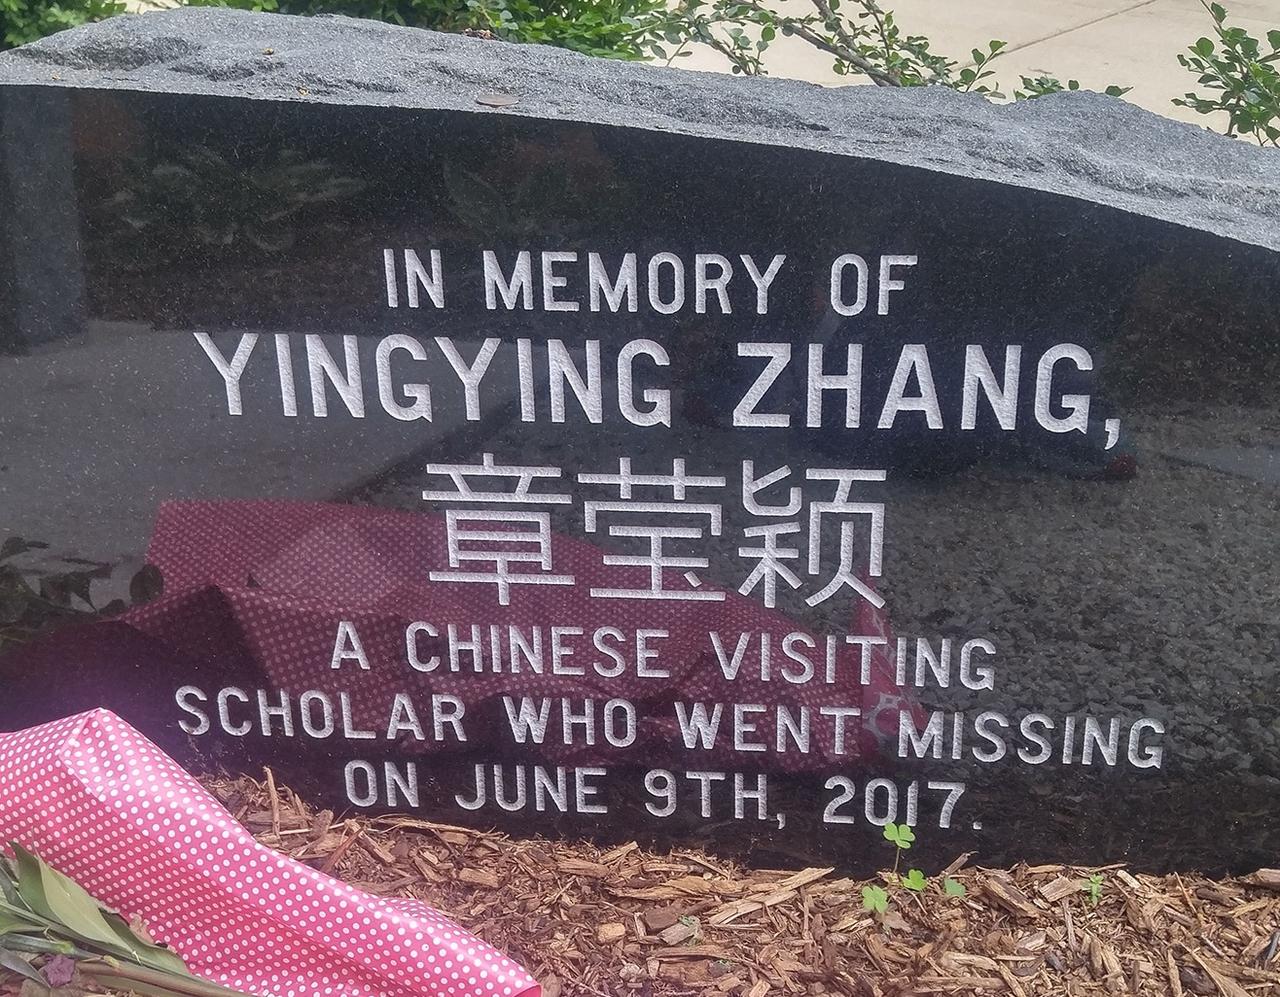 IN MEMORY OF
YINGYING ZHANG,
章莹颖
A CHINESE VISITING
SCHOLAR WHO WENT MISSING
ON JUNE 9TH, 2017.